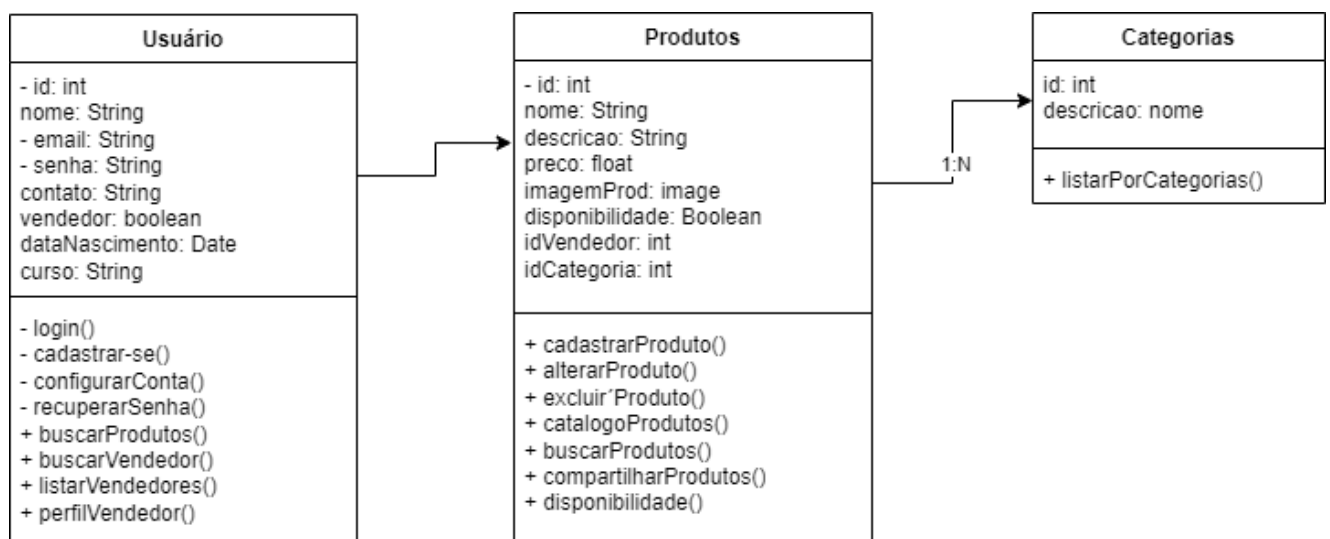 Usuário
- id: int
nome: String
- email: String
- senha: String
contato: String
vendedor: boolean
dataNascimento: Date
curso: String
- login()
- cadastrar-se()
- configurarConta()
- recuperarSenha()
+ buscarProdutos()
+ buscarVendedor()
+ listarVendedores()
+ perfilVendedor()
Produtos
- id: int
nome: String
descricao: String
preco: float
imagemProd: image
disponibilidade: Boolean
idVendedor: int
idCategoria: int
+ cadastrarProduto()
+ alterarProduto()
+ excluir´Produto()
+ catalogoProdutos()
+ buscarProdutos()
+ compartilharProdutos()
+ disponibilidade()
1:N
Categorias
id: int
descricao: nome
+ listarPorCategorias()